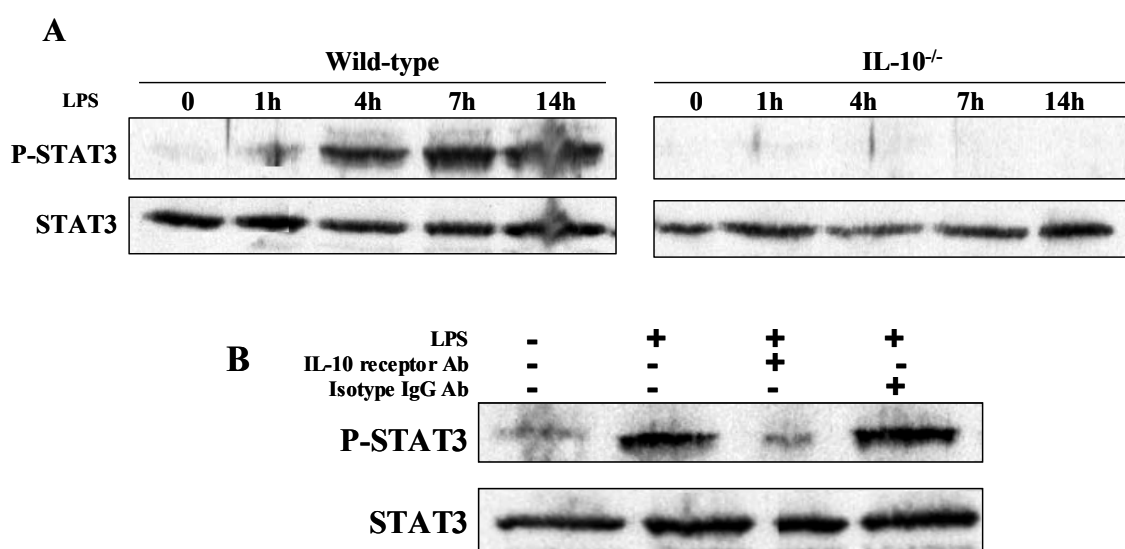 A
Wild-type IL-10-/-
LPS 0 1h 4h 7h 14h 0 1h 4h 7h 14h
P-STAT3
STAT3
B
LPS - + + +
IL-10 receptor Ab - - + -
Isotype IgG Ab - - - +
P-STAT3
STAT3